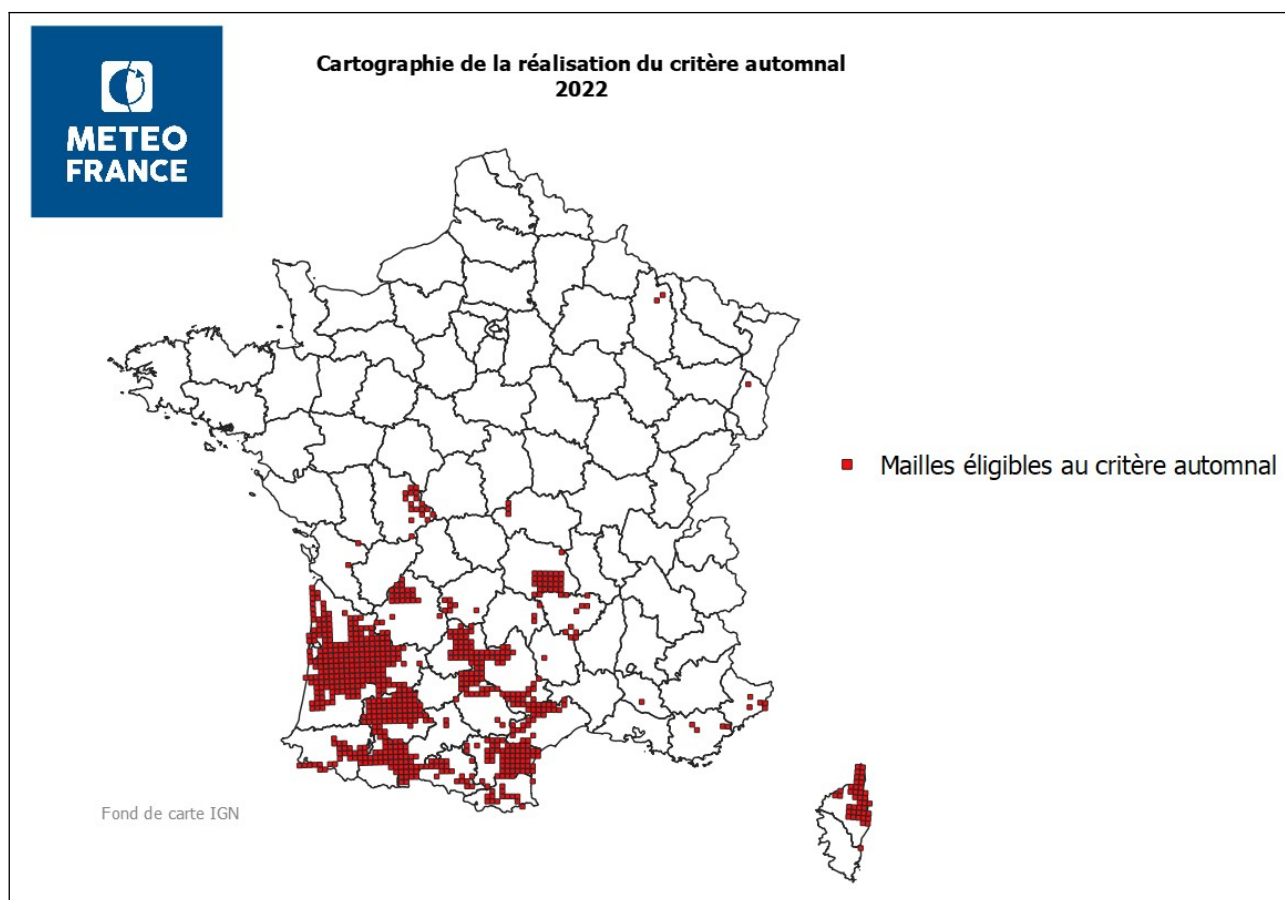 METEO
FRANCE
Cartographie de la réalisation du critère automnal
2022
Mailles éligibles au critère automnal
Fond de carte IGN